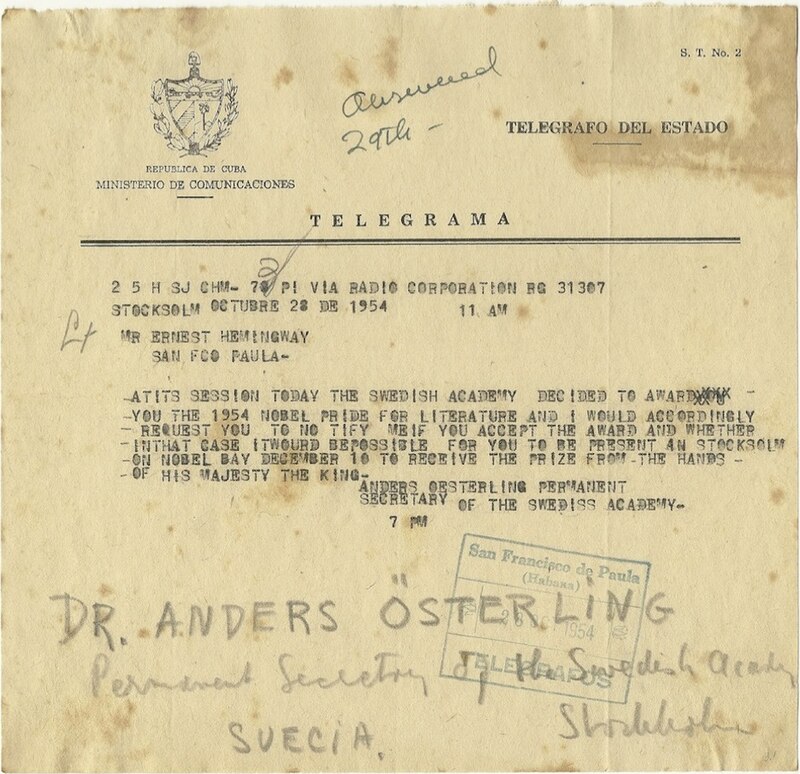 S. T. No. 2
Answered
29th -
TELEGRAFO DEL ESTADO
REPUBLICA DE CUBA
MINISTERIO DE COMUNICACIONES
TELEGRAMA
2 5 H SJ CHM- 73 PI VIA RADIO CORPORATION RG 31307
STOCKSOLM OCTUBRE 28 DE 1954 11 AM
MR ERNEST HEMINGWAY
SAN FCO PAULA-
-ATITS SESSION TODAY THE SWEDISH ACADEMY DECIDED TO AWARD -
-YOU THE 1954 NOBEL PRIDE FOR LITERATURE AND I WOULD ACCORDINGLY
- REQUEST YOU TO NO TIFY MEIF YOU ACCEPT THE AWARD AND WHETHER
-INTHAT CASE ITWOURD BEPOSSIBLE FOR YOU TO BE PRESENT AN STOCKSOLM
-ON NOBEL BAY DECEMBER 10 TO RECEIVE THE PRIZE FROM-THE HANDS -
-OF HIS MAJESTY THE KING-
ANDERS OESTERLING PERMANENT
SECRETARY OF THE SWEDISS ACADEMY-
7 PM
San Francisco de Paula
(Habana)
1954
TELEGRAFOS
DR. ANDERS ÖSTERLING
Permanent Secretary of the Swedish Academy
SUECIA. Stockholm